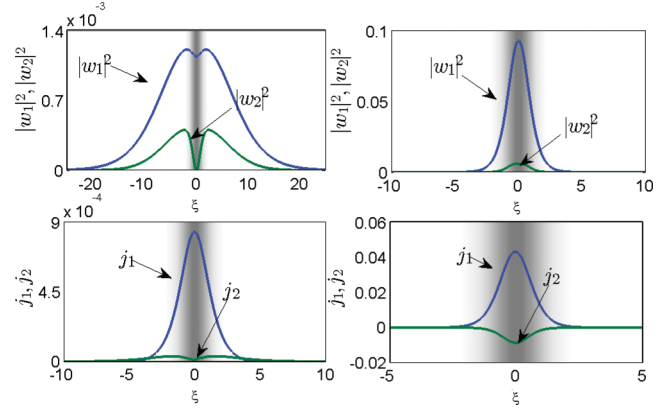 1.4 x 10⁻³
0.7
0
|w₁|², |w₂|²
|w₁|²
|w₂|²
-20 -10 0 10 20
ξ
0.1
0.05
0
|w₁|², |w₂|²
|w₁|²
|w₂|²
-10 -5 0 5 10
ξ
9 x 10⁻⁴
4.5
0
j₁, j₂
j₁
j₂
-10 -5 0 5 10
ξ
0.06
0.04
0.02
0
-0.02
j₁, j₂
j₁
j₂
-5 0 5
ξ